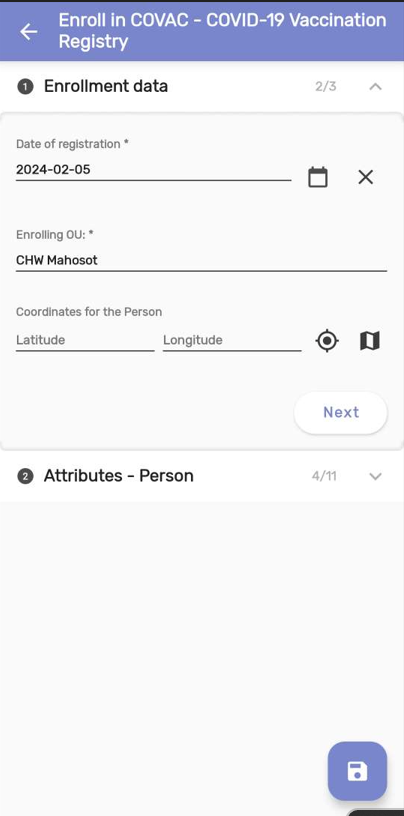 Enroll in COVAC - COVID-19 Vaccination
Registry
1 Enrollment data 2/3
Date of registration *
2024-02-05
Enrolling OU: *
CHW Mahosot
Coordinates for the Person
Latitude Longitude
Next
2 Attributes - Person 4/11